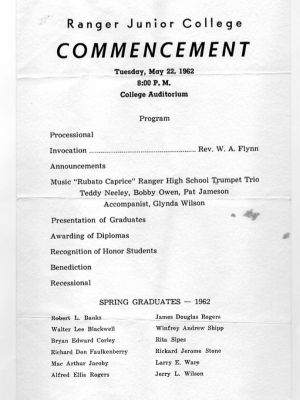 Ranger Junior College
COMMENCEMENT
Tuesday, May 22, 1962
8:00 P. M.
College Auditorium
Program
Processional
Invocation ........................................ Rev. W. A. Flynn
Announcements
Music "Rubato Caprice" Ranger High School Trumpet Trio
Teddy Neeley, Bobby Owen, Pat Jameson
Accompanist, Glynda Wilson
Presentation of Graduates
Awarding of Diplomas
Recognition of Honor Students
Benediction
Recessional
SPRING GRADUATES — 1962
Robert L. Banks James Douglas Rogers
Walter Lee Blackwell Winfrey Andrew Shipp
Bryan Edward Corley Rita Sipes
Richard Don Faulkenberry Rickard Jerome Stone
Mac Arthur Jacoby Larry E. Ware
Alfred Ellis Rogers Jerry L. Wilson